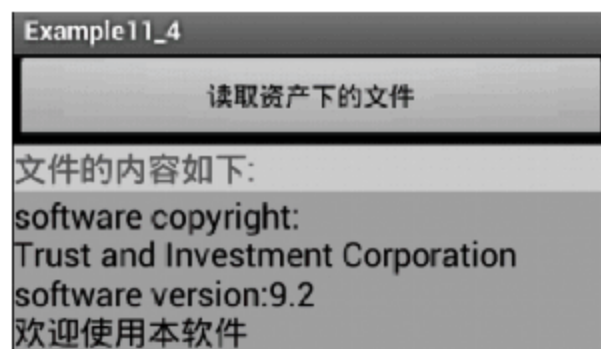 Example11_4
读取资产下的文件
文件的内容如下:
software copyright:
Trust and Investment Corporation
software version:9.2
欢迎使用本软件